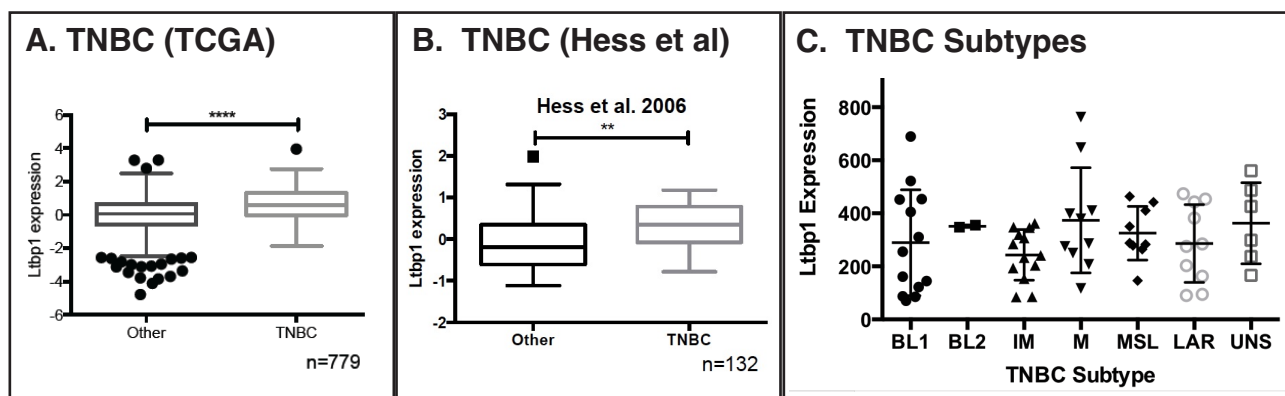 A. TNBC (TCGA)
****
Ltbp1 expression
6
4
2
0
-2
-4
-6
Other TNBC
n=779
B. TNBC (Hess et al)
Hess et al. 2006
**
Ltbp1 expression
3
2
1
0
-1
-2
Other TNBC
n=132
C. TNBC Subtypes
Ltbp1 Expression
800
600
400
200
0
BL1 BL2 IM M MSL LAR UNS
TNBC Subtype